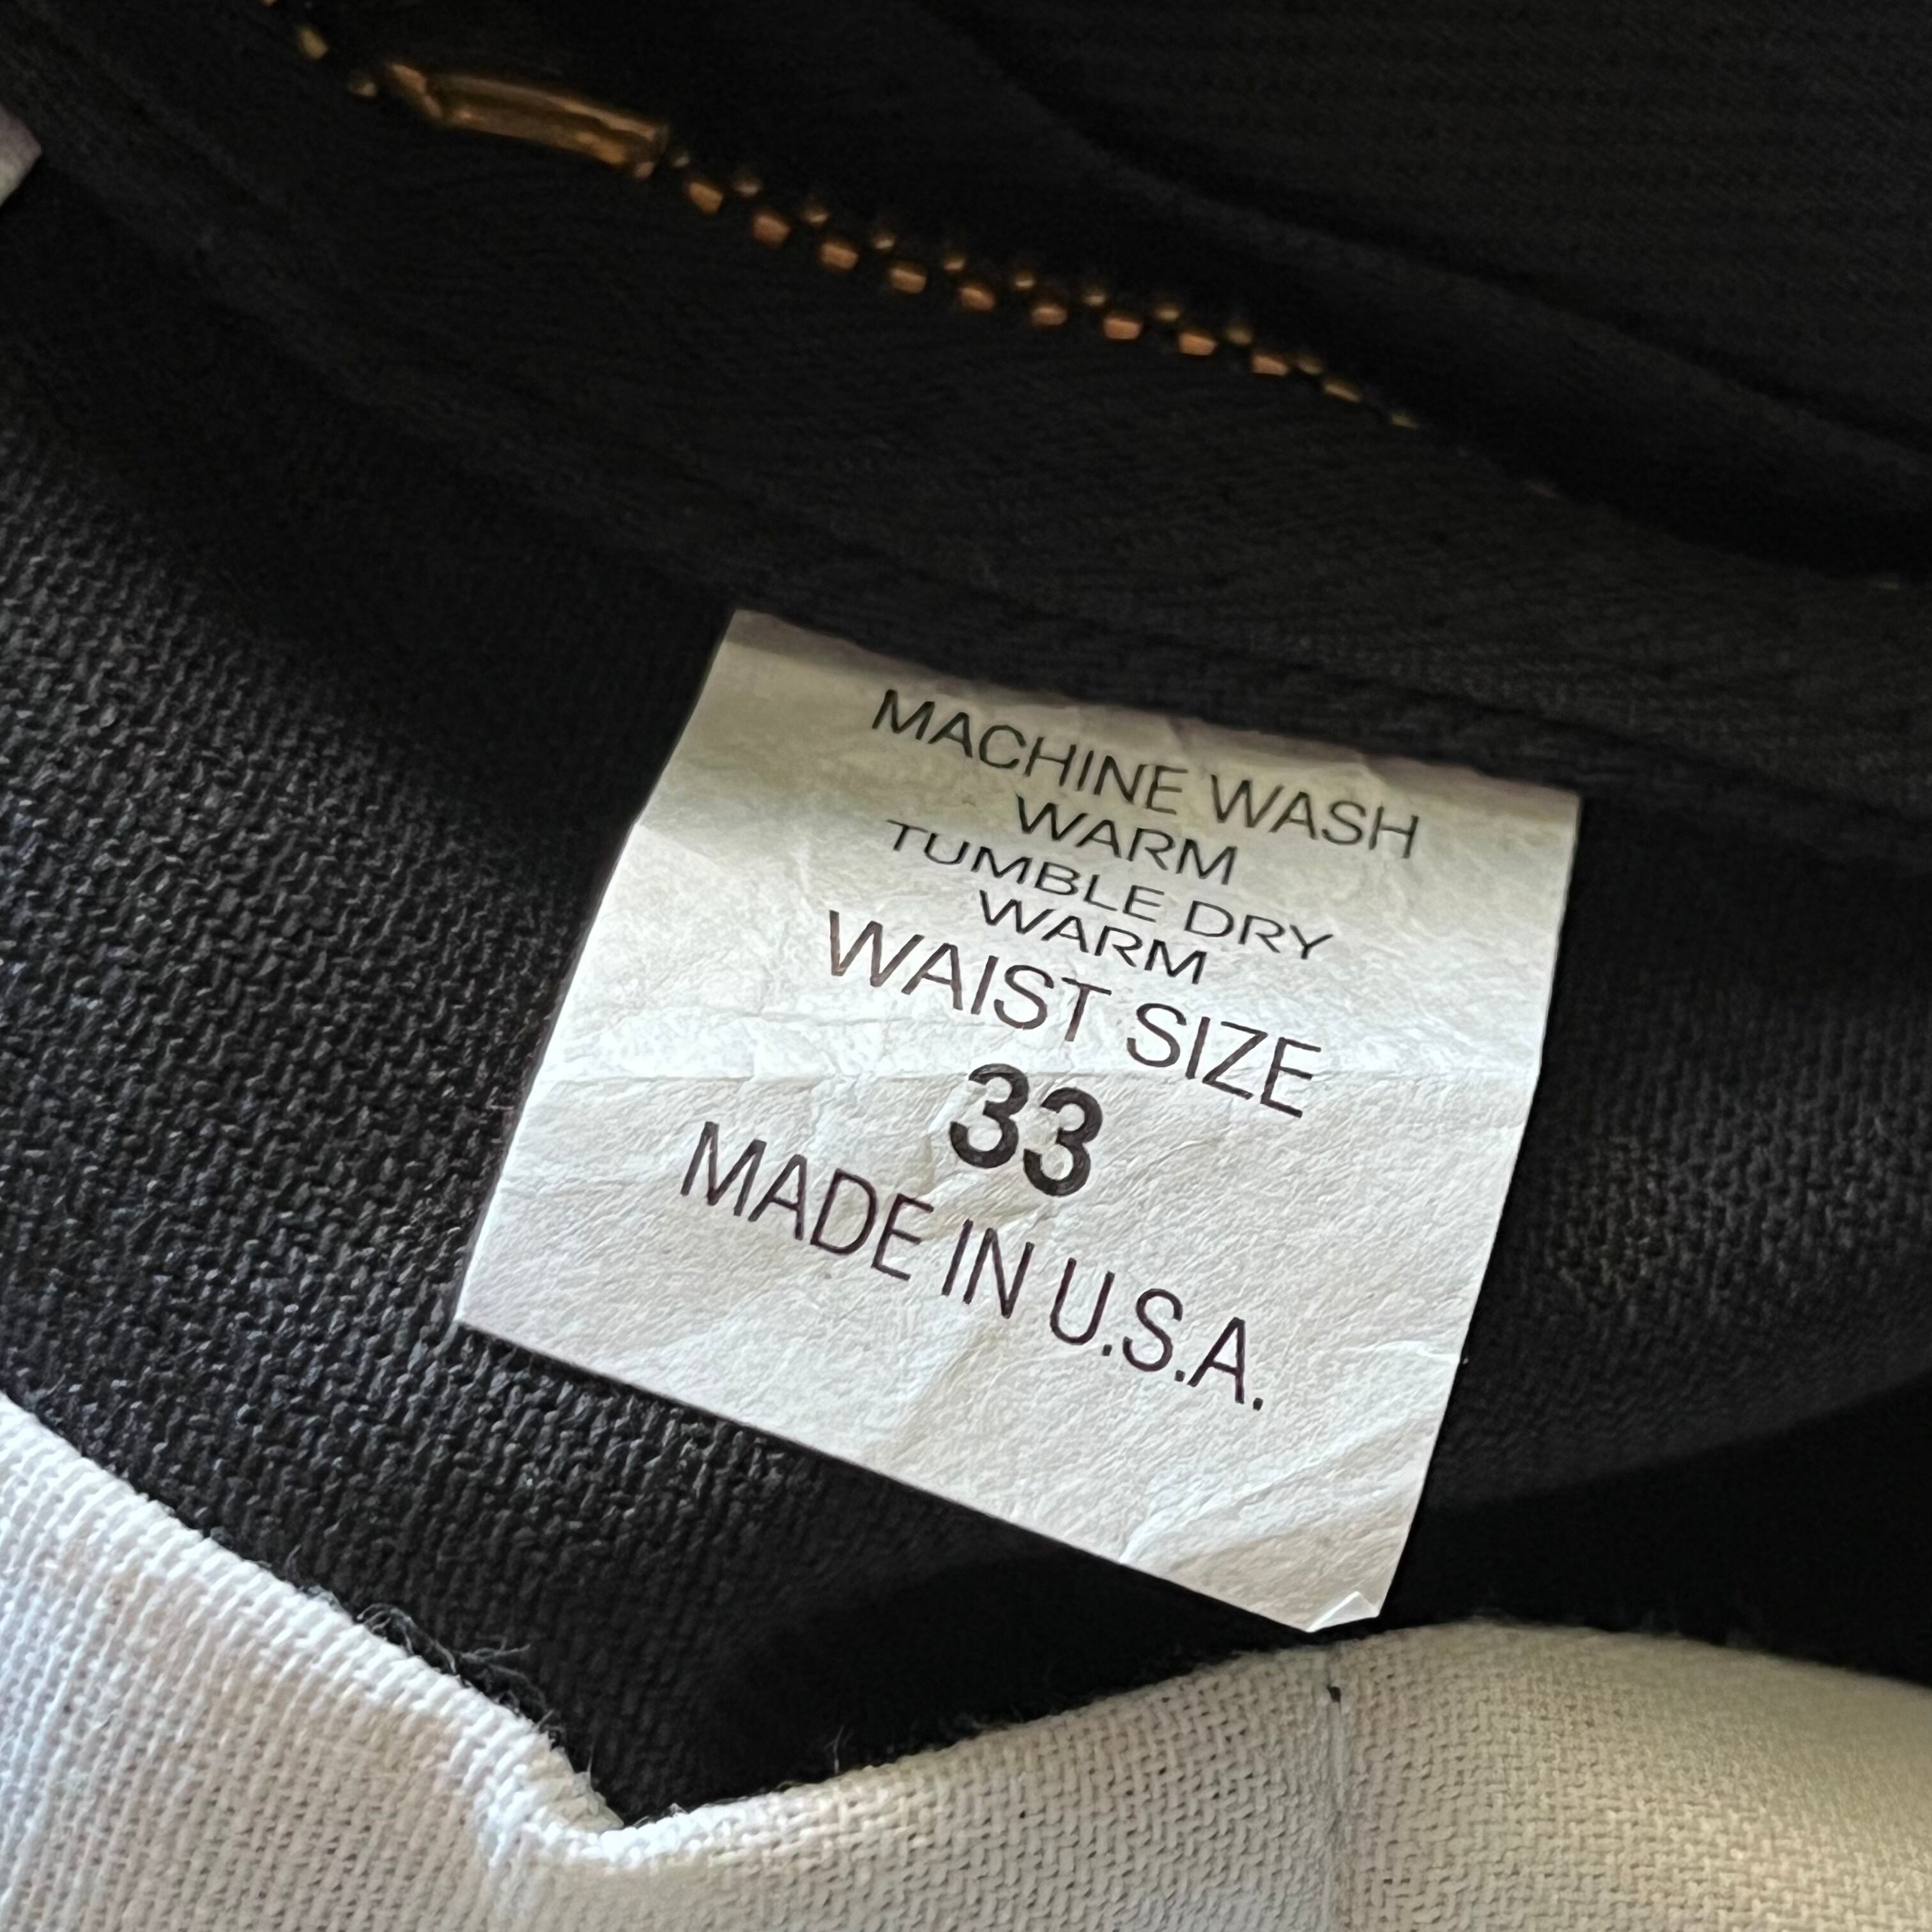 MACHINE WASH
WARM
TUMBLE DRY
WARM
WAIST SIZE
33
MADE IN U.S.A.